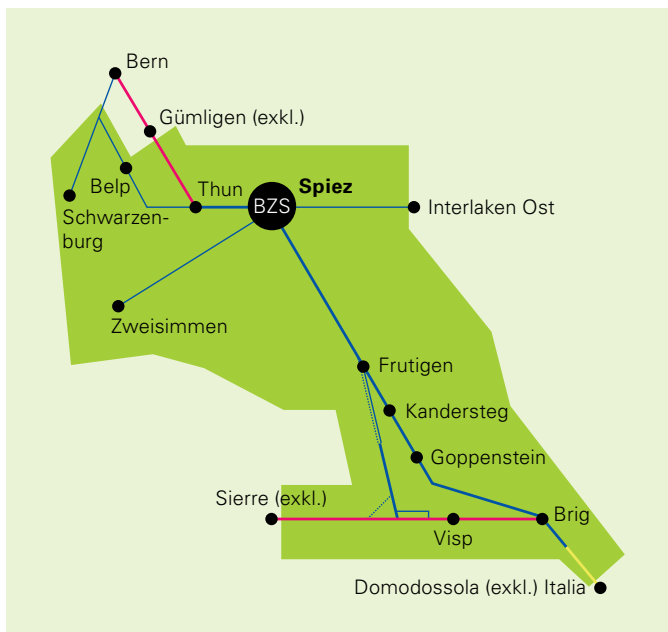 Bern
Gümligen (exkl.)
Belp
Thun
BZS
Spiez
Schwarzen-
burg
Interlaken Ost
Zweisimmen
Frutigen
Kandersteg
Goppenstein
Sierre (exkl.)
Brig
Visp
Domodossola (exkl.) Italia